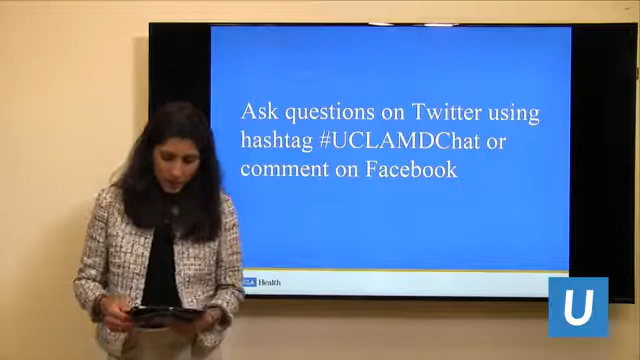 Ask questions on Twitter using
hashtag #UCLAMDChat or
comment on Facebook
Health
U